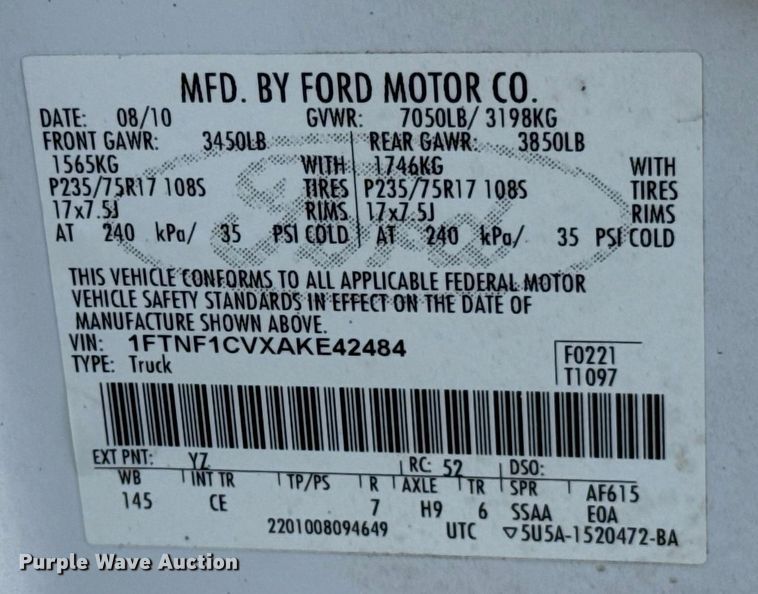 MFD. BY FORD MOTOR CO.
DATE: 08/10 GVWR: 7050LB/ 3198KG
FRONT GAWR: 3450LB REAR GAWR: 3850LB
1565KG WITH 1746KG WITH
P235/75R17 108S TIRES P235/75R17 108S TIRES
17x7.5J RIMS 17x7.5J RIMS
AT 240 kPa/ 35 PSI COLD AT 240 kPa/ 35 PSI COLD
Ford
THIS VEHICLE CONFORMS TO ALL APPLICABLE FEDERAL MOTOR
VEHICLE SAFETY STANDARDS IN EFFECT ON THE DATE OF
MANUFACTURE SHOWN ABOVE.
VIN: 1FTNF1CVXAKE42484
TYPE: Truck
F0221
T1097
EXT PNT: YZ RC: 52 DSO:
WB INT TR TP/PS R AXLE TR SPR AF615
145 CE 7 H9 6 SSAA EOA
2201008094649 UTC ▽5U5A-1520472-BA
Purple Wave Auction